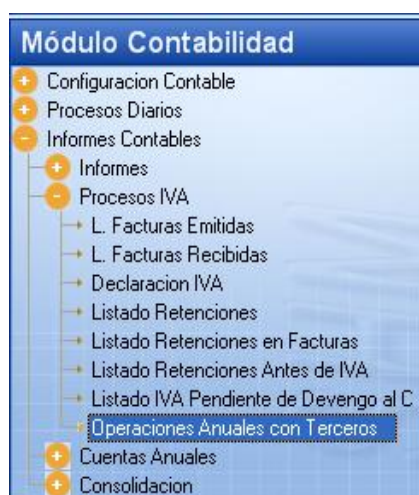 Módulo Contabilidad
Configuracion Contable
Procesos Diarios
Informes Contables
Informes
Procesos IVA
L. Facturas Emitidas
L. Facturas Recibidas
Declaracion IVA
Listado Retenciones
Listado Retenciones en Facturas
Listado Retenciones Antes de IVA
Listado IVA Pendiente de Devengo al C
Operaciones Anuales con Terceros
Cuentas Anuales
Consolidacion